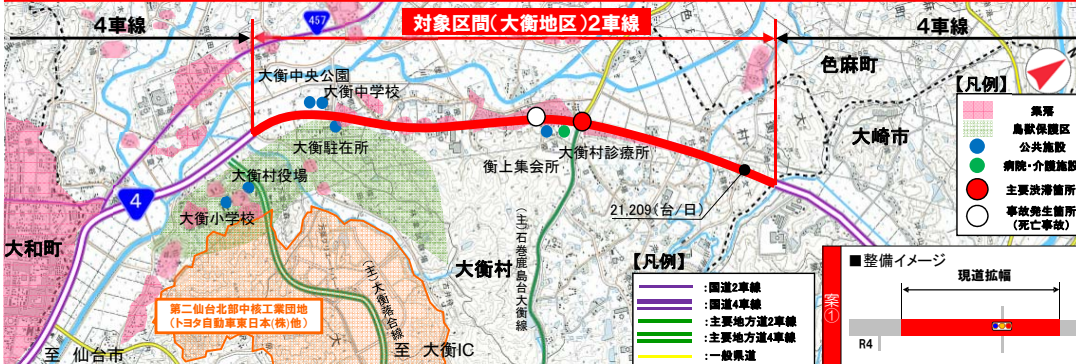 4車線
457
対象区間(大衡地区)2車線
4車線
色麻町
大崎市
大衡中央公園
大衡中学校
大衡駐在所
大衡村役場
大衡小学校
衡上集会所
大衡村診療所
21,209(台/日)
4
大和町
大衡村
(主)石巻鹿島台大衡線
(主)大衡落合線
第二仙台北部中核工業団地
(トヨタ自動車東日本(株)他)
至 仙台市
至 大衡IC
【凡例】
集落
鳥獣保護区
公共施設
病院・介護施設
主要渋滞箇所
事故発生箇所
(死亡事故)
【凡例】
:国道2車線
:国道4車線
:主要地方道2車線
:主要地方道4車線
:一般県道
案①
■整備イメージ
現道拡幅
R4